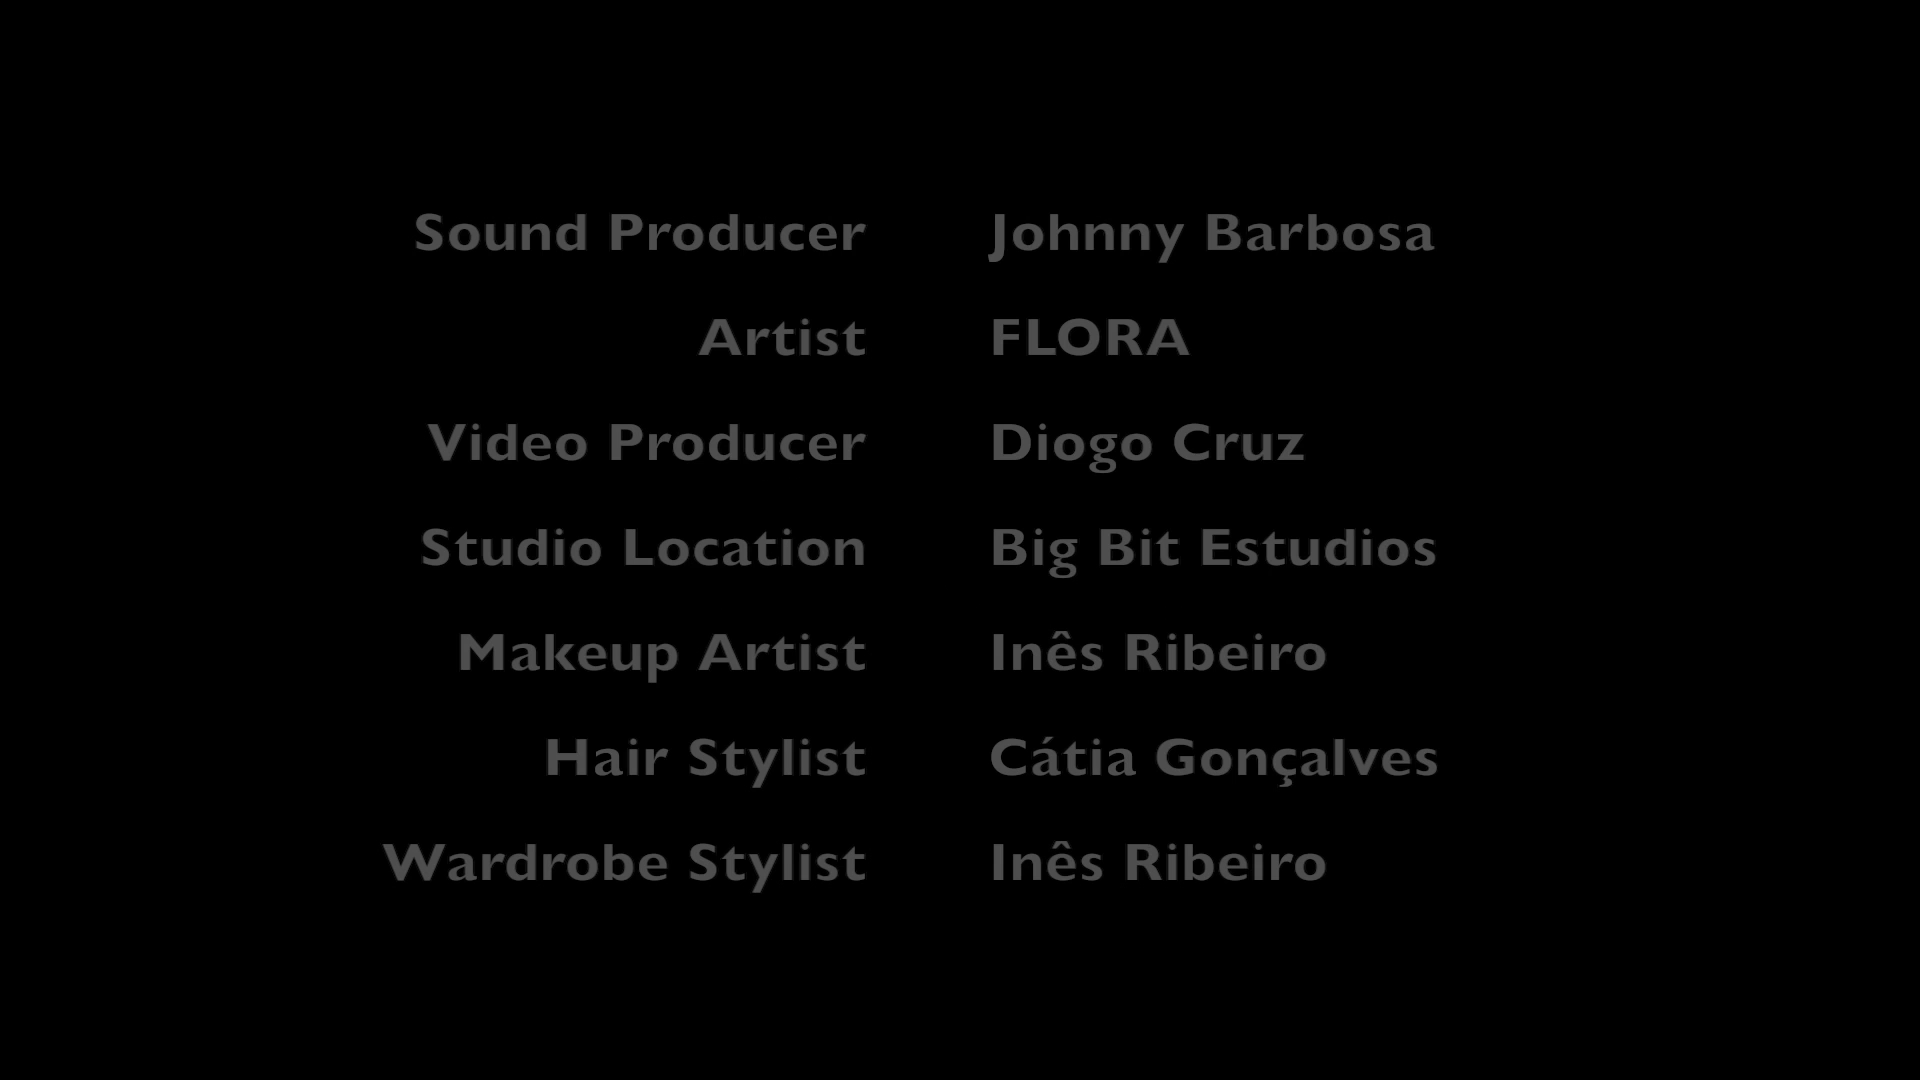 Sound Producer Johnny Barbosa
Artist FLORA
Video Producer Diogo Cruz
Studio Location Big Bit Estudios
Makeup Artist Inês Ribeiro
Hair Stylist Cátia Gonçalves
Wardrobe Stylist Inês Ribeiro